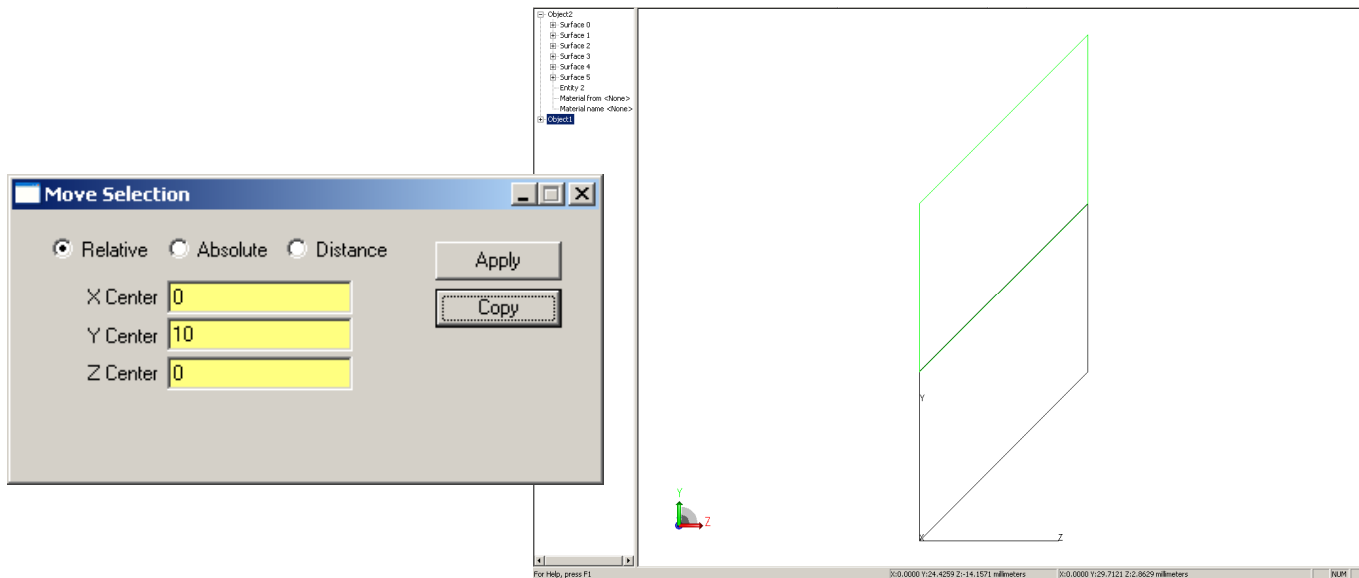 Move Selection
Relative Absolute Distance
X Center 0
Y Center 10
Z Center 0
Apply
Copy
Object2
Surface 0
Surface 1
Surface 2
Surface 3
Surface 4
Surface 5
Entity 2
Material from <None>
Material name <None>
Object1
Y
X
Z
Y
Z
For Help, press F1
X:0.0000 Y:24.4259 Z:-14.1571 millimeters
X:0.0000 Y:29.7121 Z:2.8629 millimeters
NUM